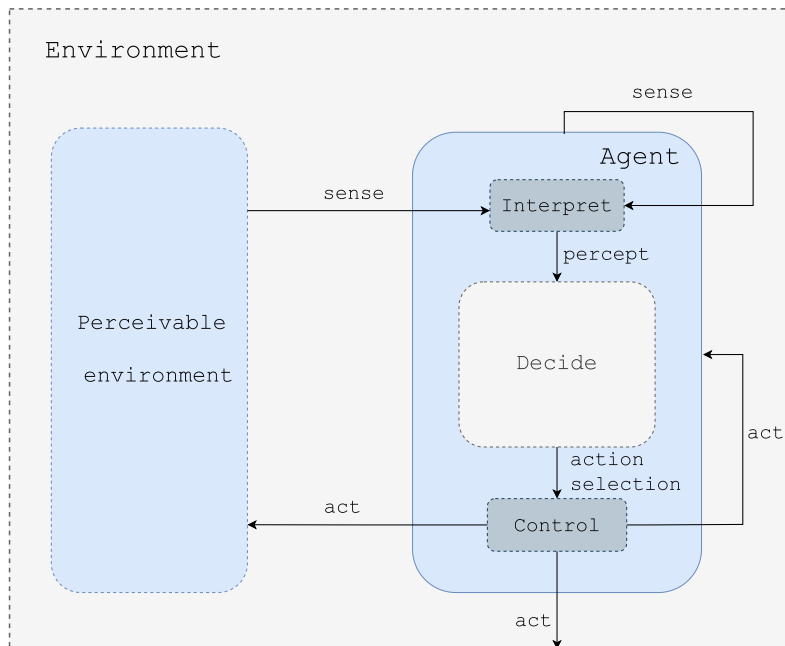 Environment
sense
Agent
sense
Interpret
percept
Perceivable
environment
Decide
act
action
selection
act
Control
act